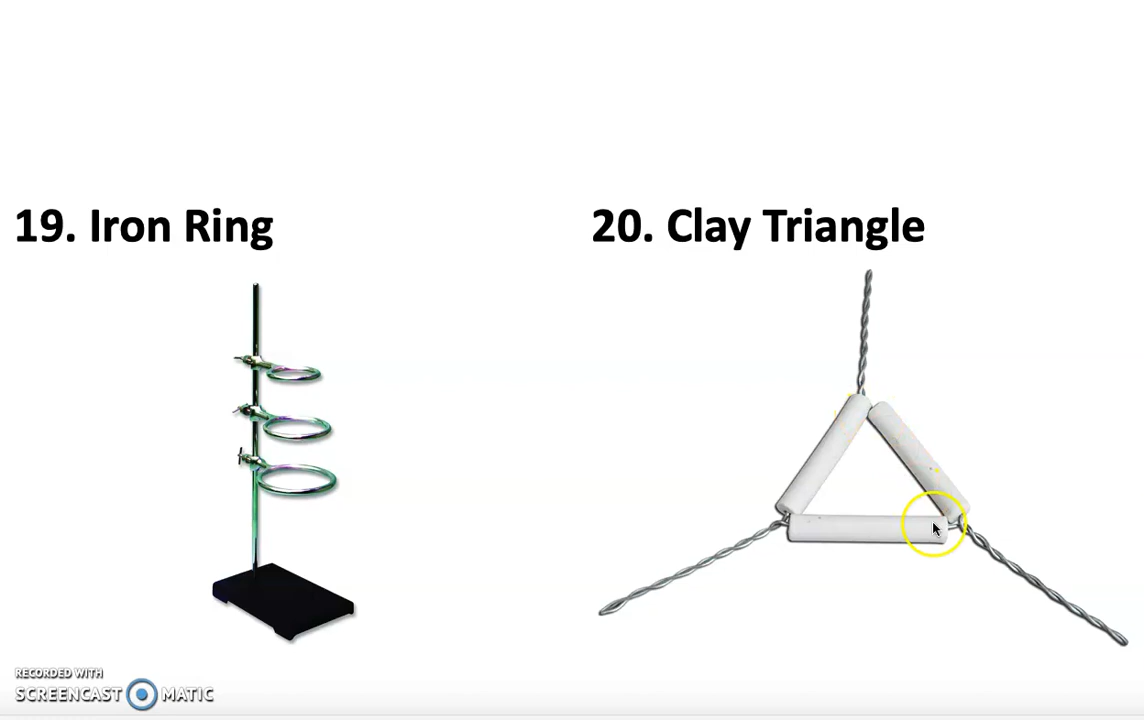 19. Iron Ring
20. Clay Triangle
RECORDED WITH
SCREENCAST MATIC